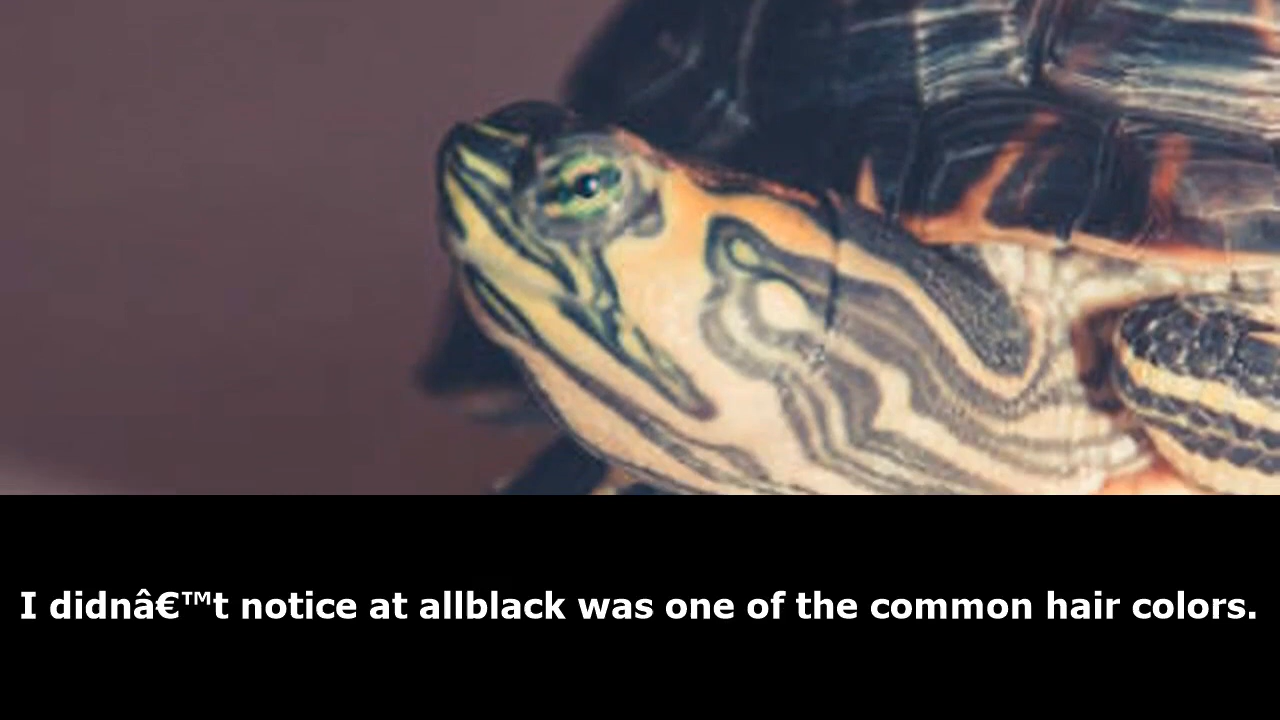 I didnâ€™t notice at allblack was one of the common hair colors.